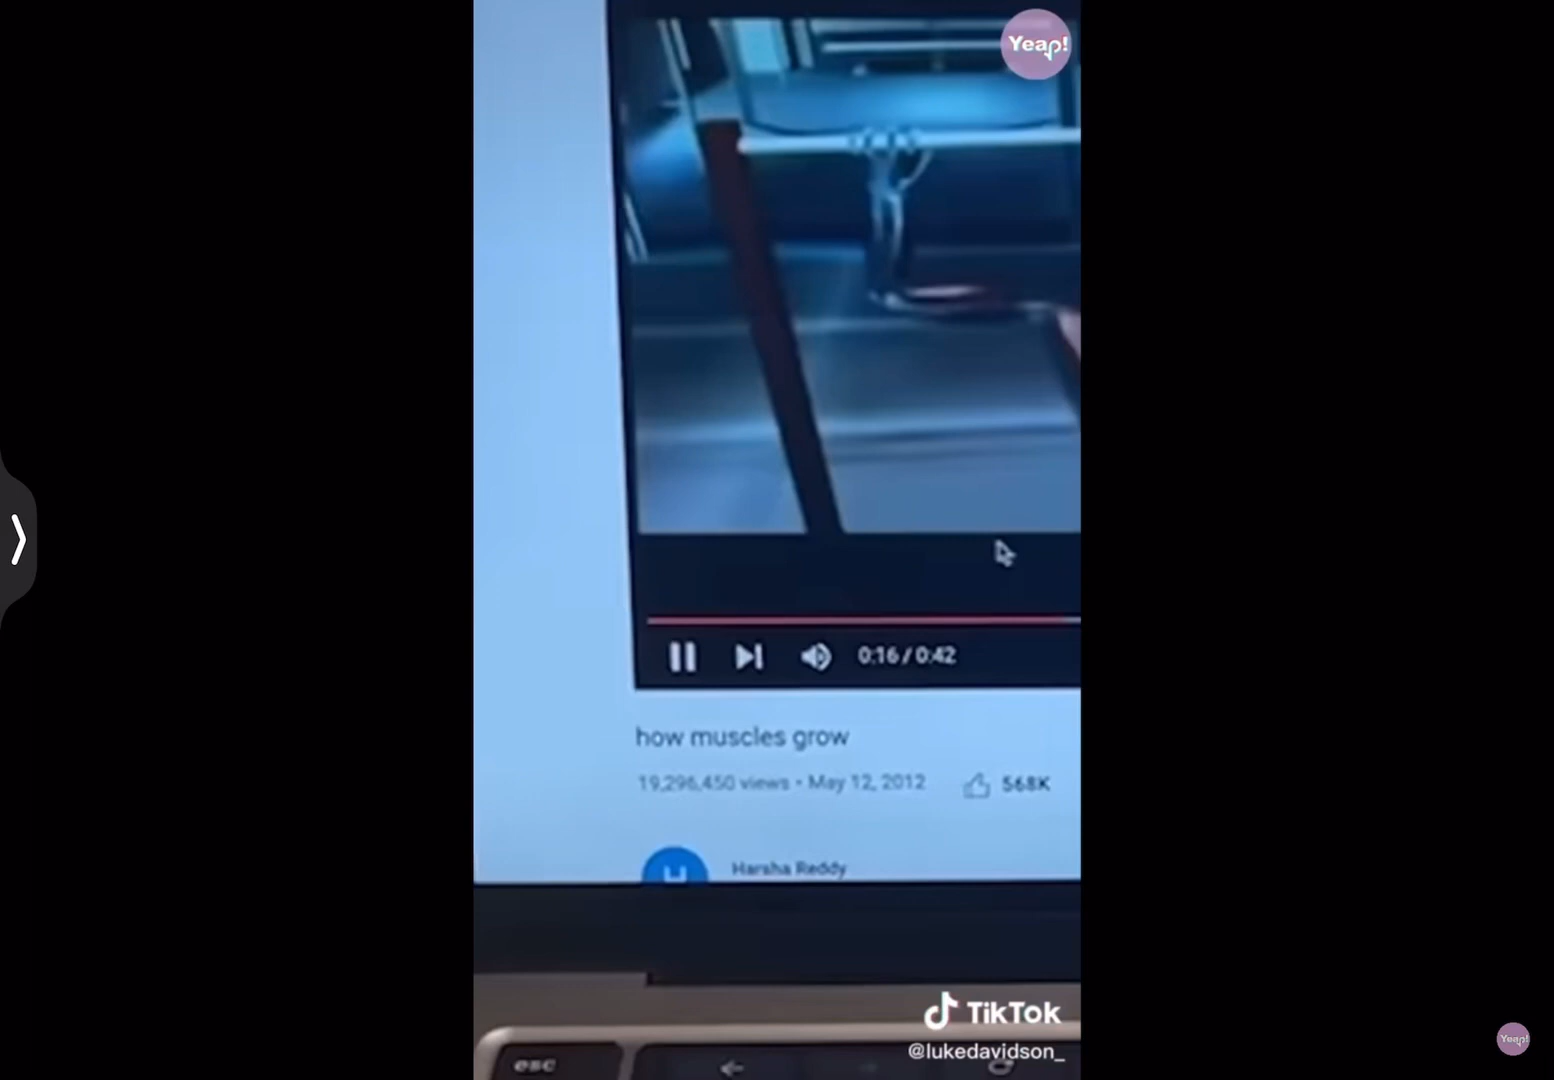 Yeap!
0:16 / 0:42
how muscles grow
19,296,450 views • May 12, 2012 568K
Harsha Reddy
TikTok
@lukedavidson_
esc
Yeap!